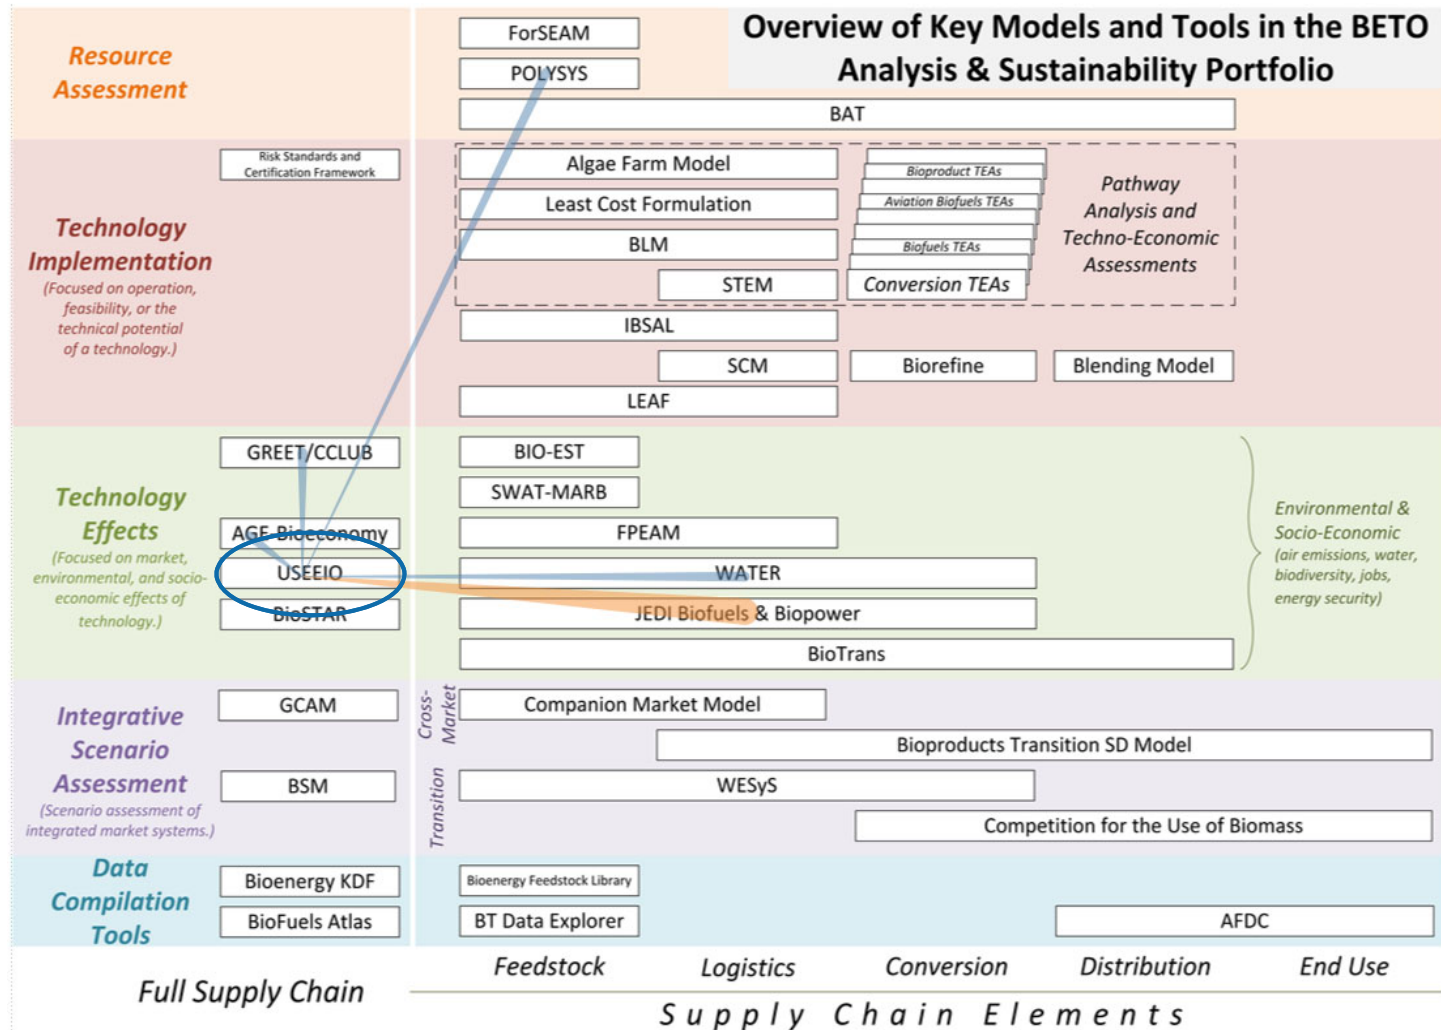 Overview of Key Models and Tools in the BETO
Analysis & Sustainability Portfolio
Resource
Assessment
ForSEAM
POLYSYS
BAT
Technology
Implementation
(Focused on operation,
feasibility, or the
technical potential
of a technology.)
Risk Standards and
Certification Framework
Algae Farm Model
Least Cost Formulation
BLM
STEM
Bioproduct TEAs
Aviation Biofuels TEAs
Biofuels TEAs
Conversion TEAs
Pathway
Analysis and
Techno-Economic
Assessments
IBSAL
SCM
Biorefine
Blending Model
LEAF
Technology
Effects
(Focused on market,
environmental, and socio-
economic effects of
technology.)
GREET/CCLUB
AGE-Bioeconomy
USEEIO
BioSTAR
BIO-EST
SWAT-MARB
FPEAM
WATER
JEDI Biofuels & Biopower
BioTrans
Environmental &
Socio-Economic
(air emissions, water,
biodiversity, jobs,
energy security)
Integrative
Scenario
Assessment
(Scenario assessment of
integrated market systems.)
GCAM
BSM
Cross-
Market
Transition
Companion Market Model
Bioproducts Transition SD Model
WESyS
Competition for the Use of Biomass
Data
Compilation
Tools
Bioenergy KDF
BioFuels Atlas
Bioenergy Feedstock Library
BT Data Explorer
AFDC
Full Supply Chain
Feedstock
Logistics
Conversion
Distribution
End Use
Supply Chain Elements